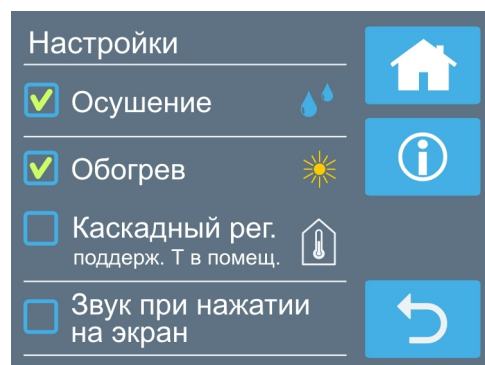 Настройки
Осушение
Обогрев
Каскадный рег.
поддерж. Т в помещ.
Звук при нажатии
на экран